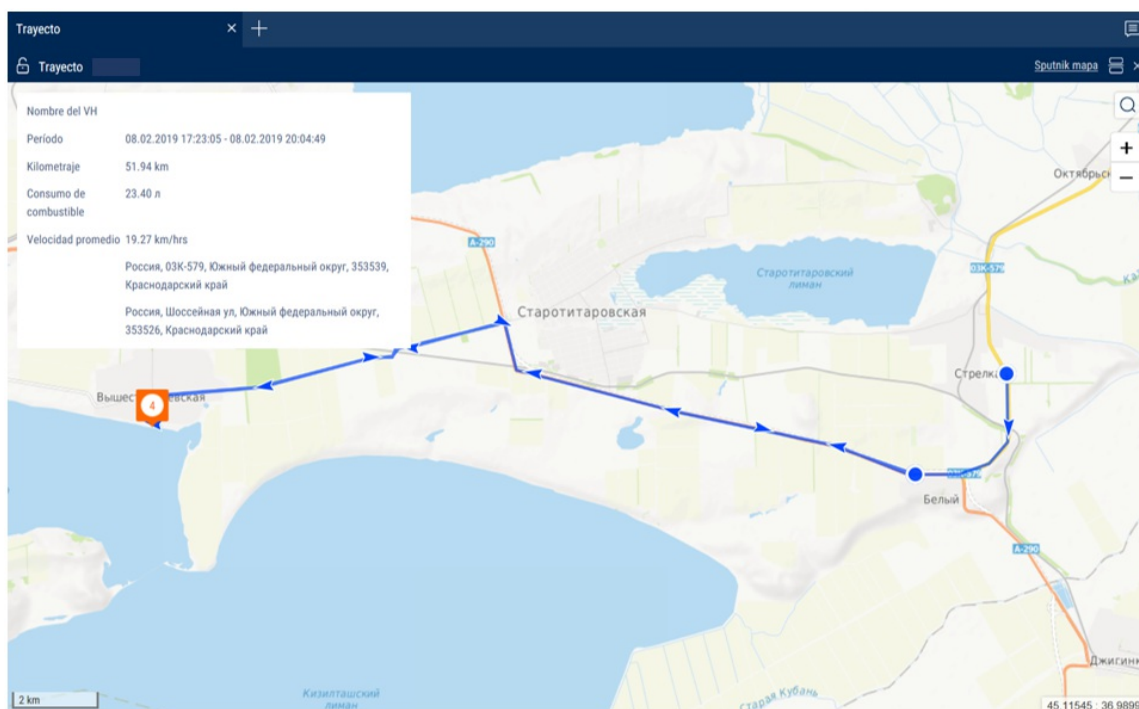 Trayecto
Trayecto
Sputnik mapa
Nombre del VH
Período 08.02.2019 17:23:05 - 08.02.2019 20:04:49
Kilometraje 51.94 km
Consumo de 23.40 л
combustible
Velocidad promedio 19.27 km/hrs
Россия, 03К-579, Южный федеральный округ, 353539,
Краснодарский край
Россия, Шоссейная ул, Южный федеральный округ,
353526, Краснодарский край
Октябрьск
А-290
03К-579
Старотитаровский
лиман
Старотитаровская
Стрелка
4
Белый
А-290
Джигинк
Кизилташский
лиман
Старая Кубань
2 km
45.11545 : 36.9899